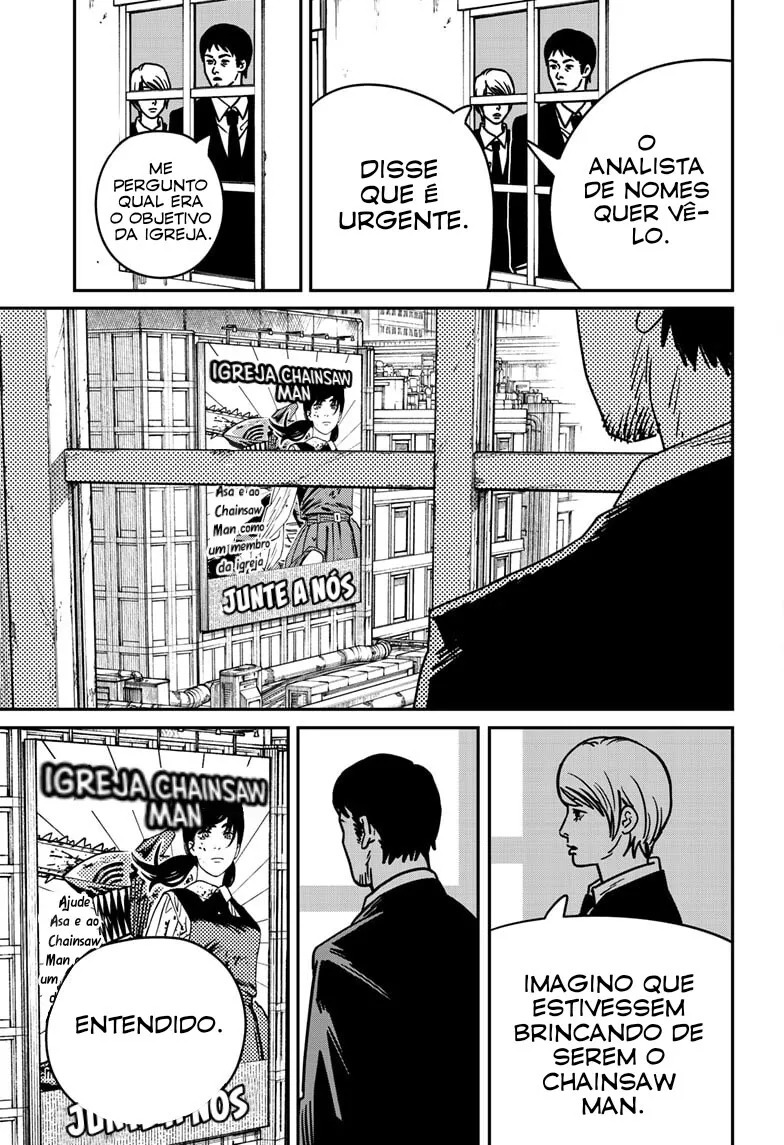 O
ANALISTA
DE NOMES
QUER VÊ-
LO.
DISSE
QUE É
URGENTE.
ME
PERGUNTO
QUAL ERA
O OBJETIVO
DA IGREJA.
IGREJA CHAINSAW
MAN
Asa e ao
Chainsaw
Man como
um membro
da igreja
JUNTE A NÓS
IMAGINO QUE
ESTIVESSEM
BRINCANDO DE
SEREM O
CHAINSAW
MAN.
IGREJA CHAINSAW
MAN
Ajude
Asa e ao
Chainsaw
Man
um
ENTENDIDO.
A NÓS